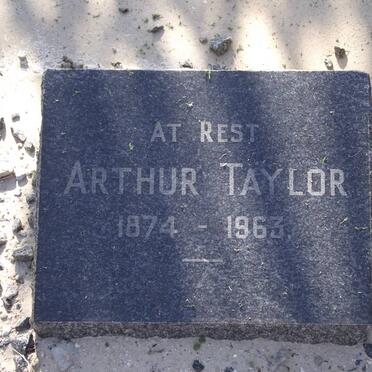 AT REST
ARTHUR TAYLOR
1874 - 1963.